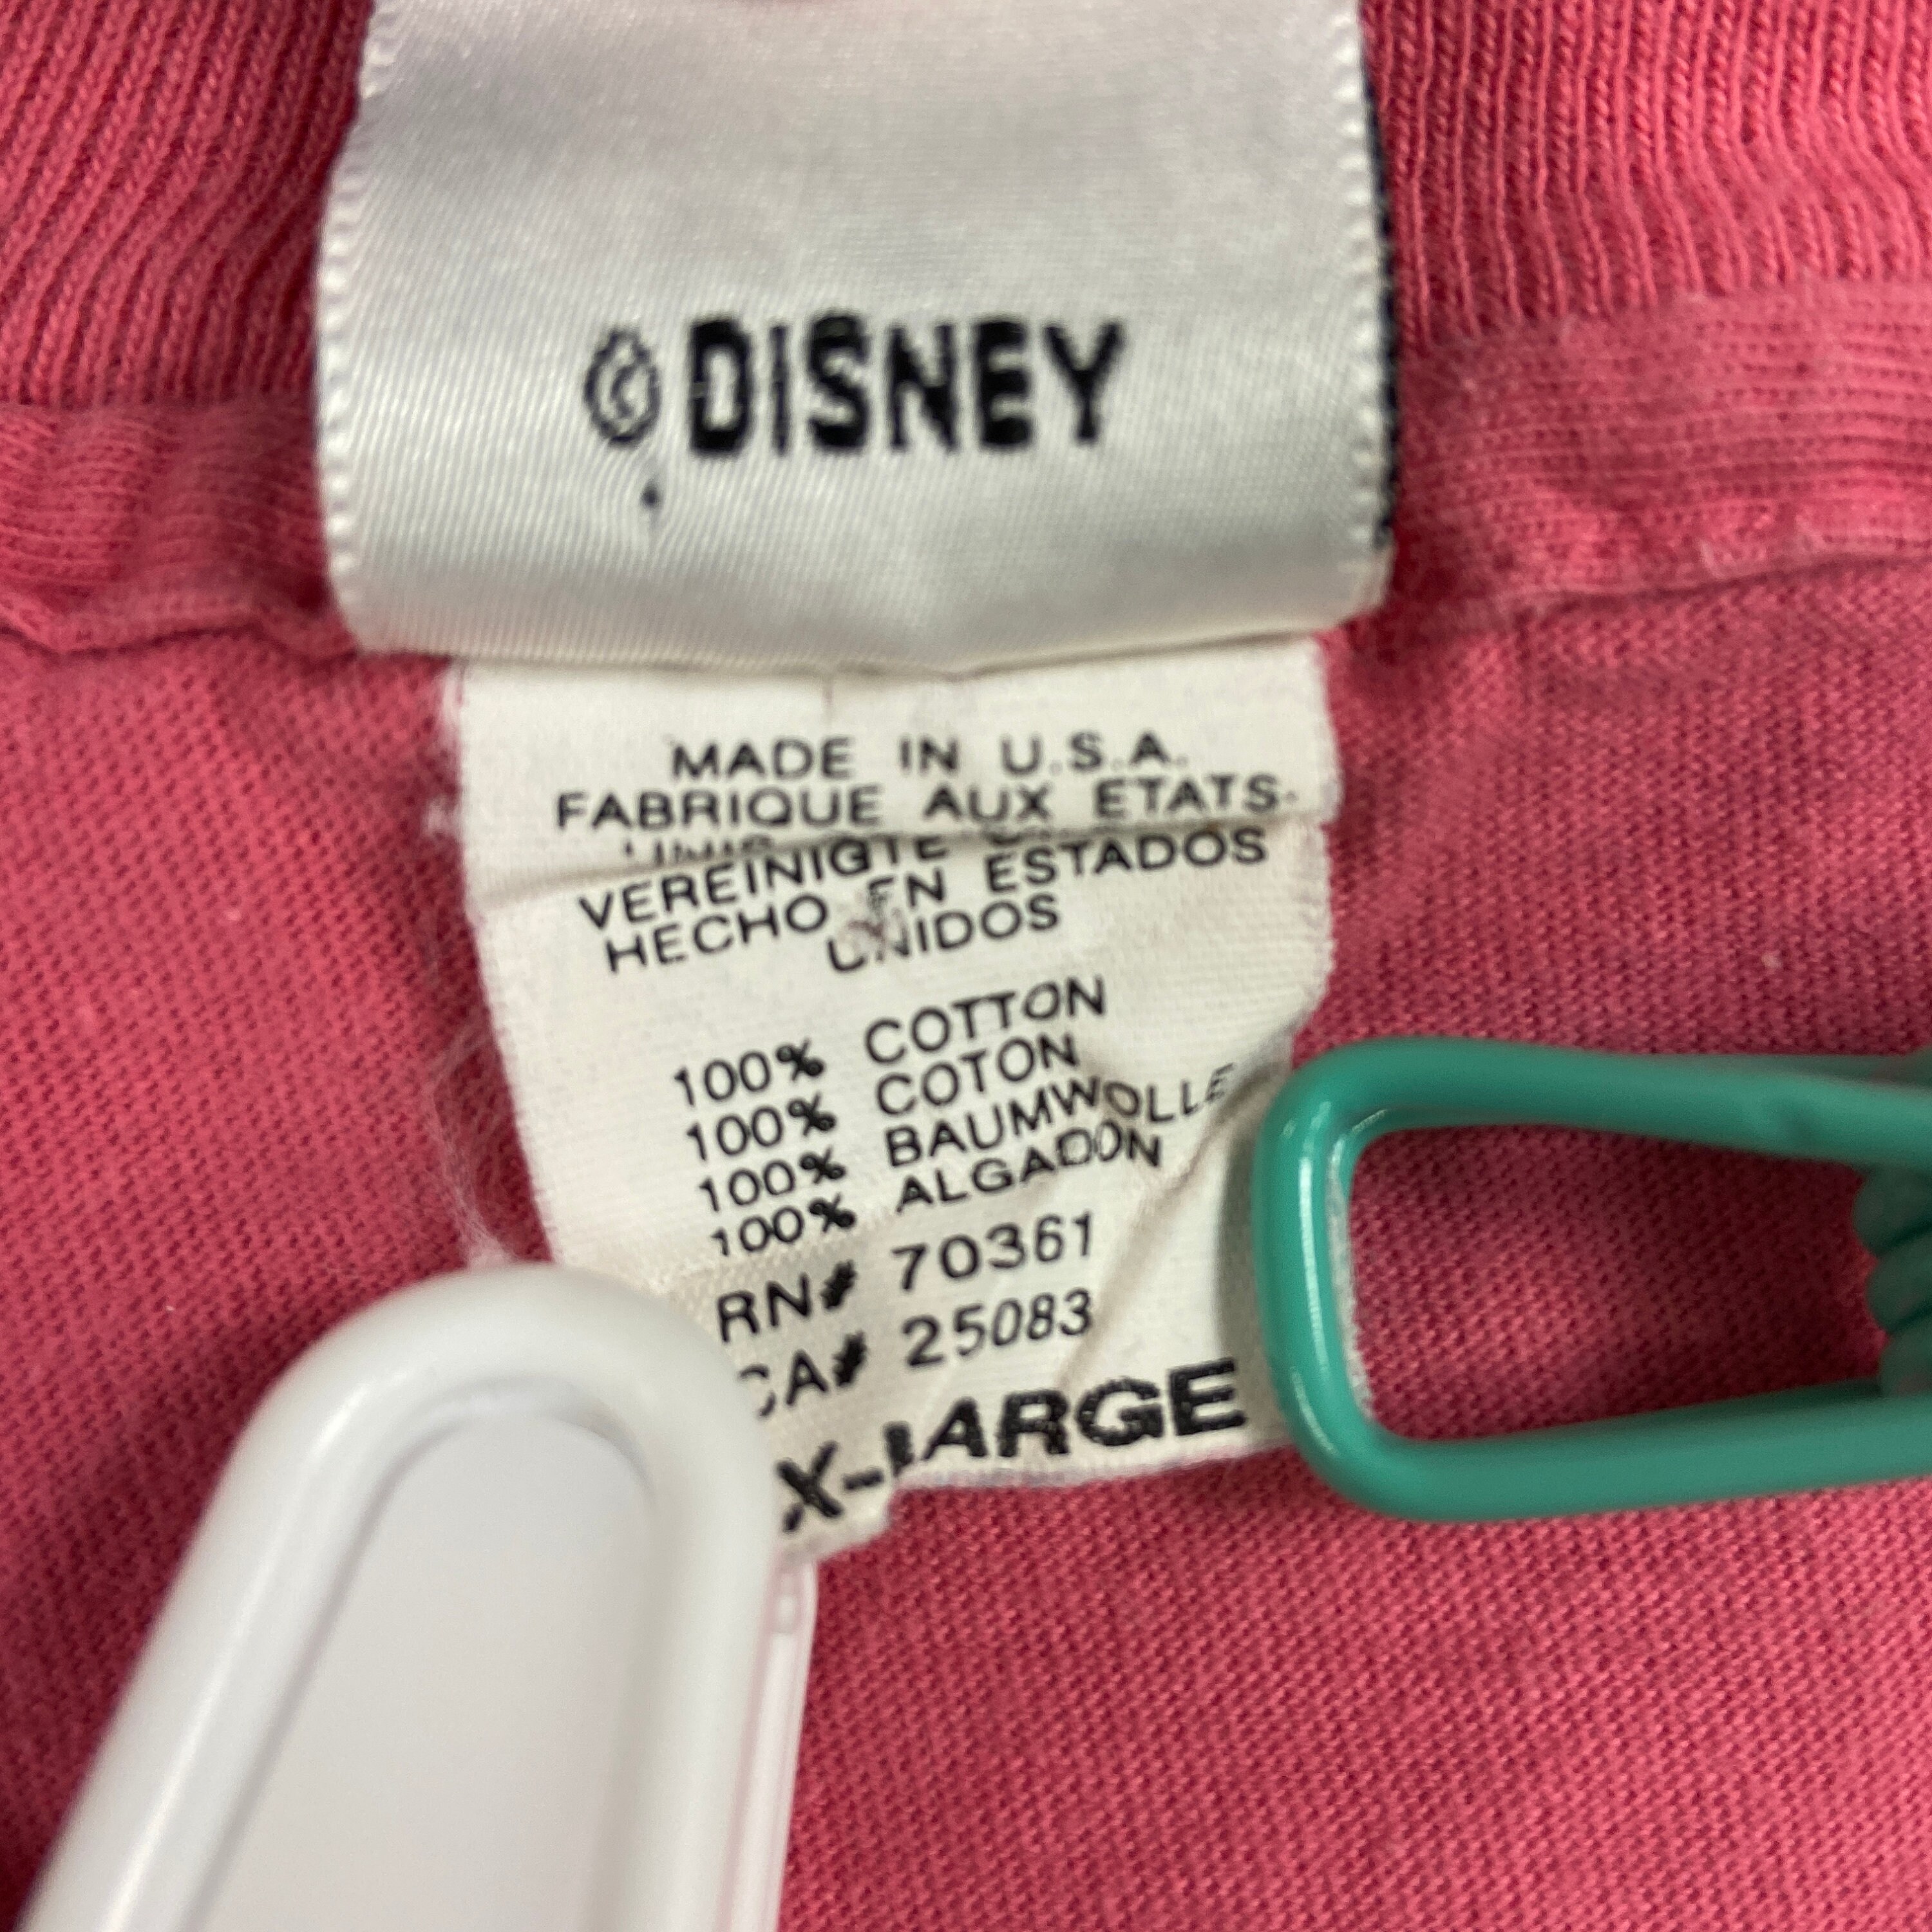 © DISNEY
MADE IN U.S.A.
FABRIQUE AUX ETATS-
VEREINIGTE
HECHO EN ESTADOS
UNIDOS
100% COTTON
100% COTON
100% BAUMWOLLE
100% ALGADON
RN# 70361
CA# 25083
X-LARGE